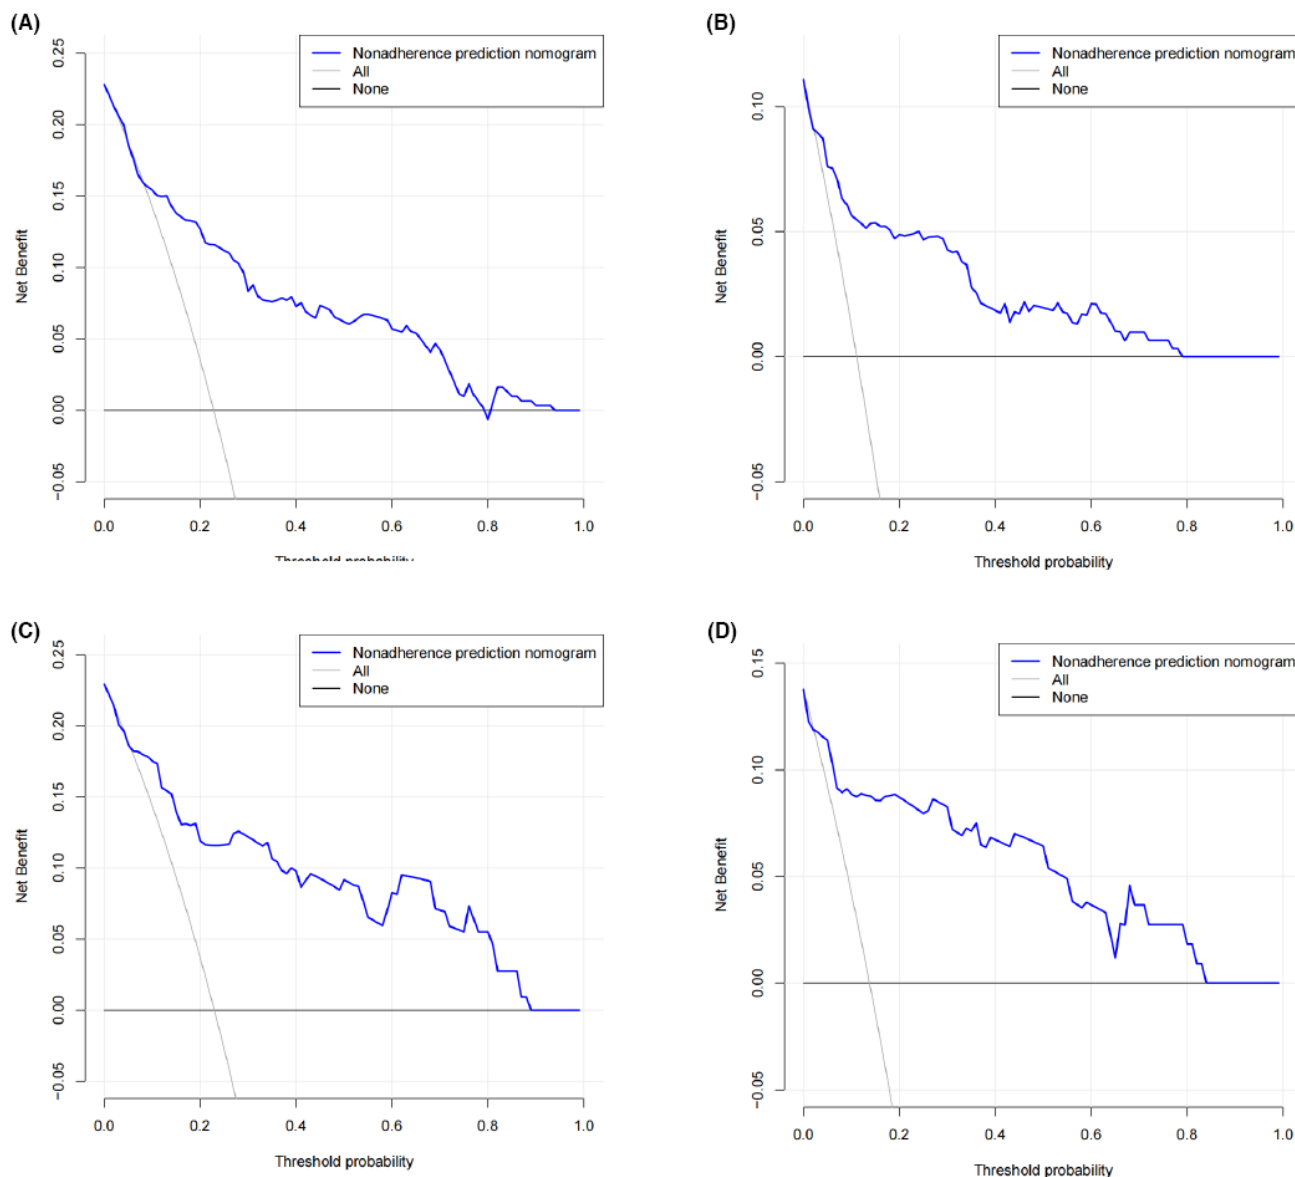 (A)
Nonadherence prediction nomogram
All
None
0.25
0.20
0.15
0.10
0.05
0.00
−0.05
Net Benefit
0.0 0.2 0.4 0.6 0.8 1.0
Threshold probability
(B)
Nonadherence prediction nomogram
All
None
0.10
0.05
0.00
−0.05
Net Benefit
0.0 0.2 0.4 0.6 0.8 1.0
Threshold probability
(C)
Nonadherence prediction nomogram
All
None
0.25
0.20
0.15
0.10
0.05
0.00
−0.05
Net Benefit
0.0 0.2 0.4 0.6 0.8 1.0
Threshold probability
(D)
Nonadherence prediction nomogram
All
None
0.15
0.10
0.05
0.00
−0.05
Net Benefit
0.0 0.2 0.4 0.6 0.8 1.0
Threshold probability